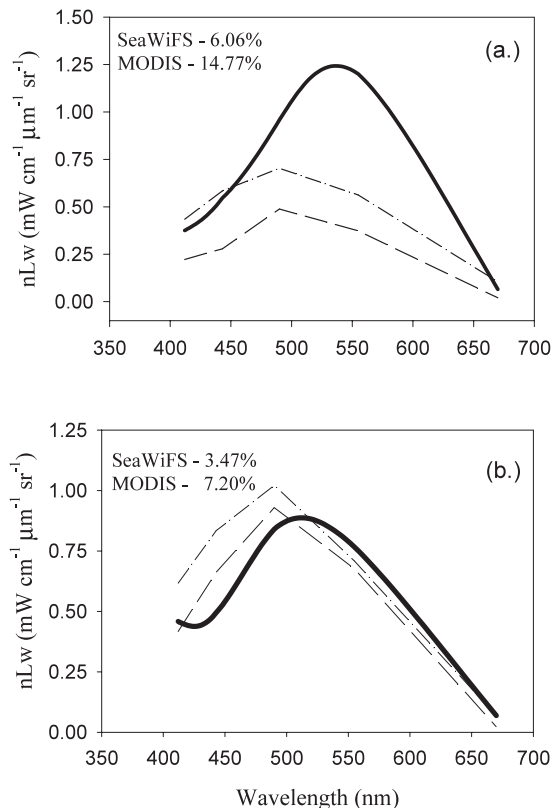 1.50
SeaWiFS - 6.06%
(a.)
MODIS - 14.77%
1.25
1.00
0.75
0.50
0.25
0.00
nLw (mW cm⁻¹ µm⁻¹ sr⁻¹)
350 400 450 500 550 600 650 700
1.25
SeaWiFS - 3.47%
(b.)
MODIS - 7.20%
1.00
0.75
0.50
0.25
0.00
nLw (mW cm⁻¹ µm⁻¹ sr⁻¹)
350 400 450 500 550 600 650 700
Wavelength (nm)